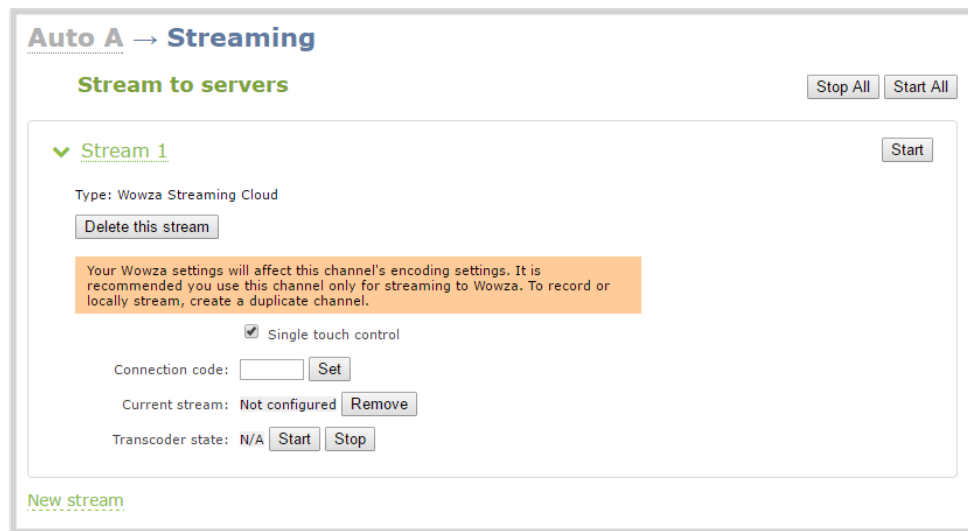 Auto A → Streaming
Stream to servers
Stop All Start All
Stream 1
Start
Type: Wowza Streaming Cloud
Delete this stream
Your Wowza settings will affect this channel's encoding settings. It is
recommended you use this channel only for streaming to Wowza. To record or
locally stream, create a duplicate channel.
Single touch control
Connection code: Set
Current stream: Not configured Remove
Transcoder state: N/A Start Stop
New stream